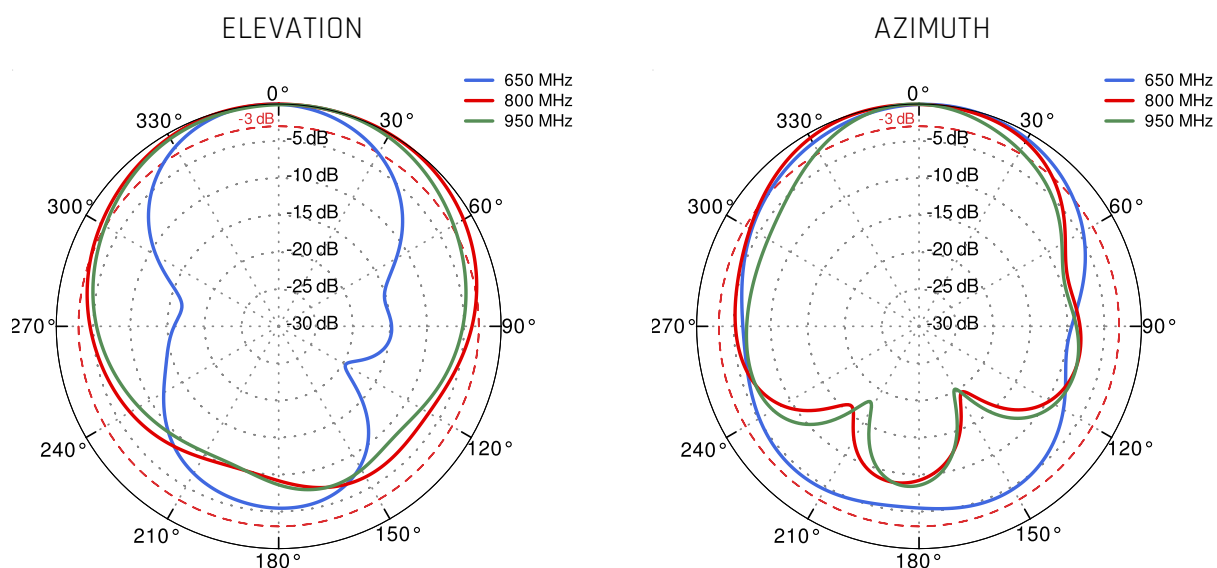 ELEVATION
650 MHz
800 MHz
950 MHz
0°
330°
-3 dB
30°
-5 dB
-10 dB
300°
60°
-15 dB
-20 dB
-25 dB
270°
-30 dB
90°
240°
120°
210°
150°
180°
AZIMUTH
650 MHz
800 MHz
950 MHz
0°
330°
-3 dB
30°
-5 dB
-10 dB
300°
60°
-15 dB
-20 dB
-25 dB
270°
-30 dB
90°
240°
120°
210°
150°
180°